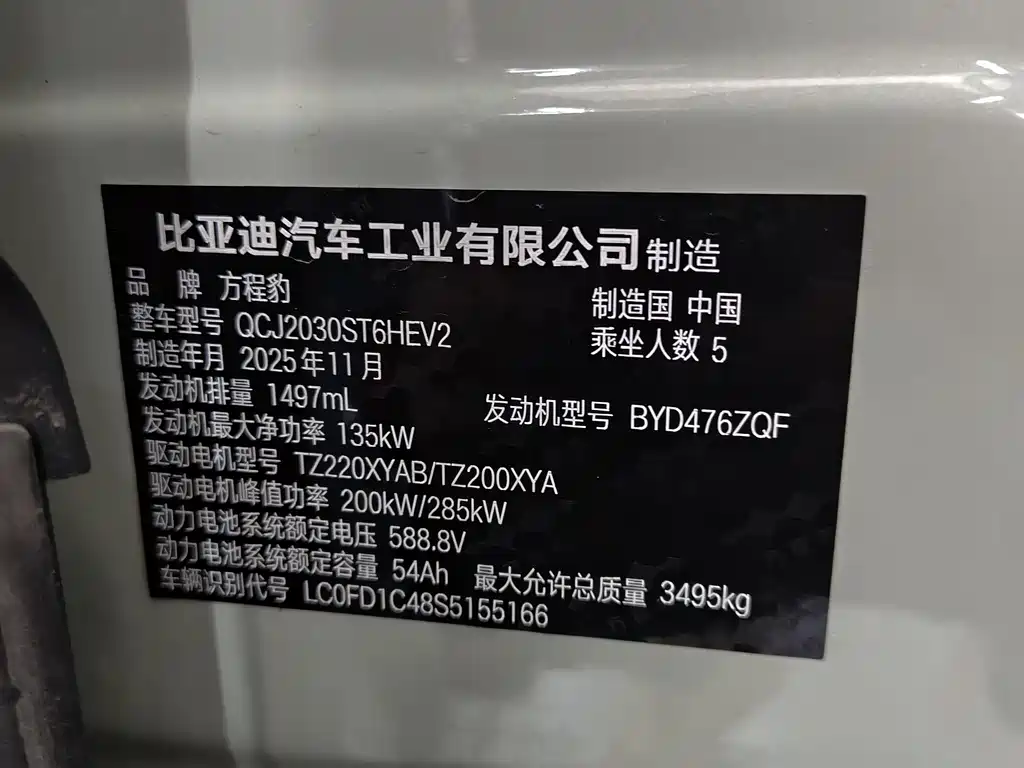 比亚迪汽车工业有限公司制造
品 牌 方程豹
制造国 中国
整车型号 QCJ2030ST6HEV2
乘坐人数 5
制造年月 2025年11月
发动机排量 1497mL
发动机型号 BYD476ZQF
发动机最大净功率 135kW
驱动电机型号 TZ220XYAB/TZ200XYA
驱动电机峰值功率 200kW/285kW
动力电池系统额定电压 588.8V
动力电池系统额定容量 54Ah 最大允许总质量 3495kg
车辆识别代号 LC0FD1C48S5155166